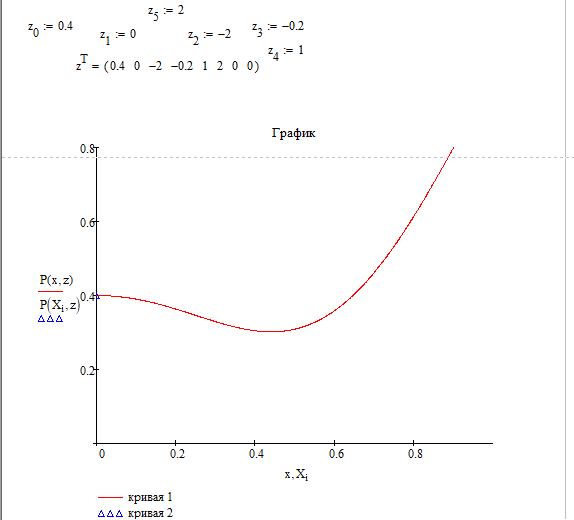 z5 := 2
z0 := 0.4
z1 := 0
z2 := −2
z3 := −0.2
z4 := 1
zT = (0.4 0 −2 −0.2 1 2 0 0)
График
0.8
0.6
P(x,z)
P(Xi,z)
0.4
0.2
0 0.2 0.4 0.6 0.8
x,Xi
кривая 1
кривая 2